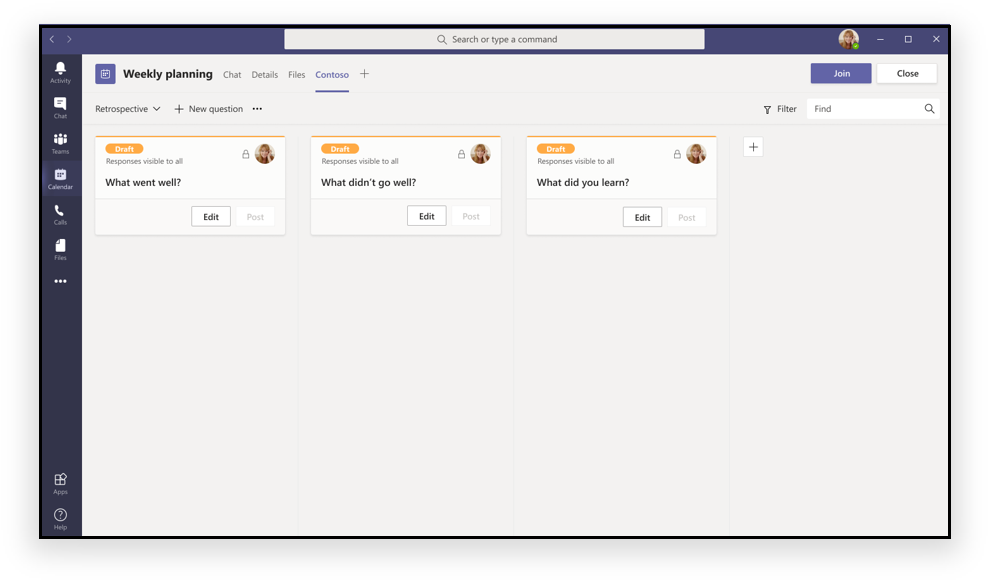 Search or type a command
Activity
Chat
Teams
Calendar
Calls
Files
Apps
Help
Weekly planning Chat Details Files Contoso
Join Close
Retrospective New question
Filter Find
Draft
Responses visible to all
What went well?
Edit Post
Draft
Responses visible to all
What didn't go well?
Edit Post
Draft
Responses visible to all
What did you learn?
Edit Post